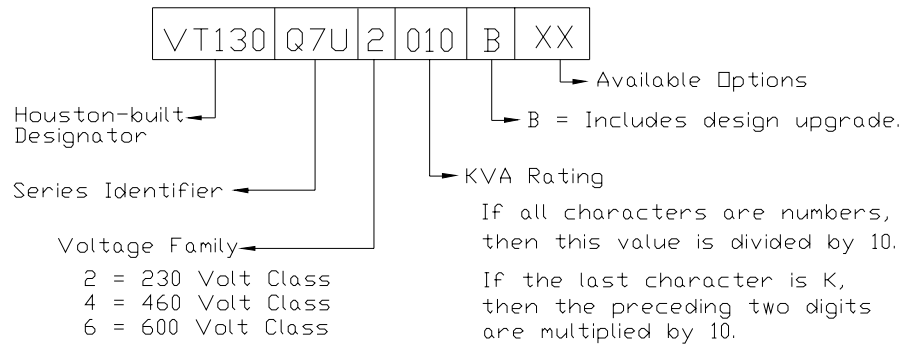 VT130 Q7U 2 010 B XX
Available Options
Houston-built
Designator
B = Includes design upgrade.
KVA Rating
Series Identifier
If all characters are numbers,
then this value is divided by 10.
Voltage Family
2 = 230 Volt Class
4 = 460 Volt Class
6 = 600 Volt Class
If the last character is K,
then the preceding two digits
are multiplied by 10.